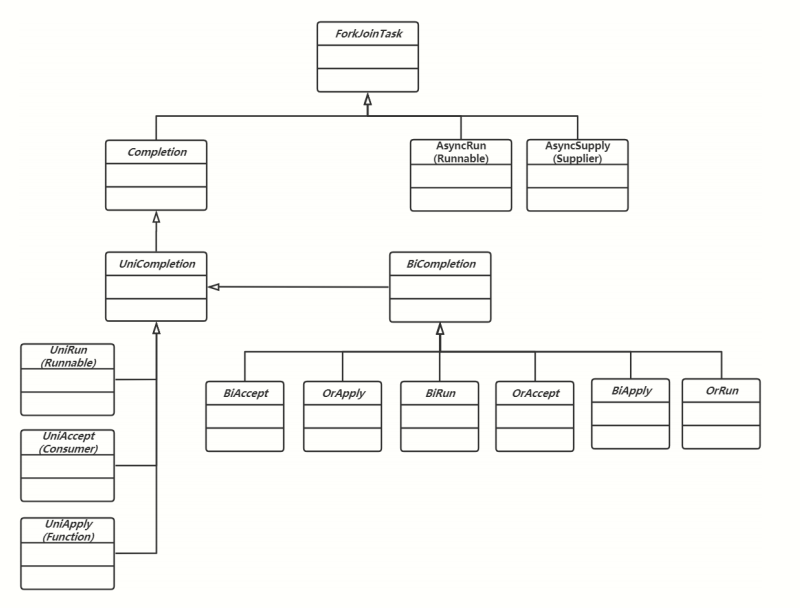 ForkJoinTask
Completion
AsyncRun
(Runnable)
AsyncSupply
(Supplier)
UniCompletion
BiCompletion
UniRun
(Runnable)
BiAccept
OrApply
BiRun
OrAccept
BiApply
OrRun
UniAccept
(Consumer)
UniApply
(Function)